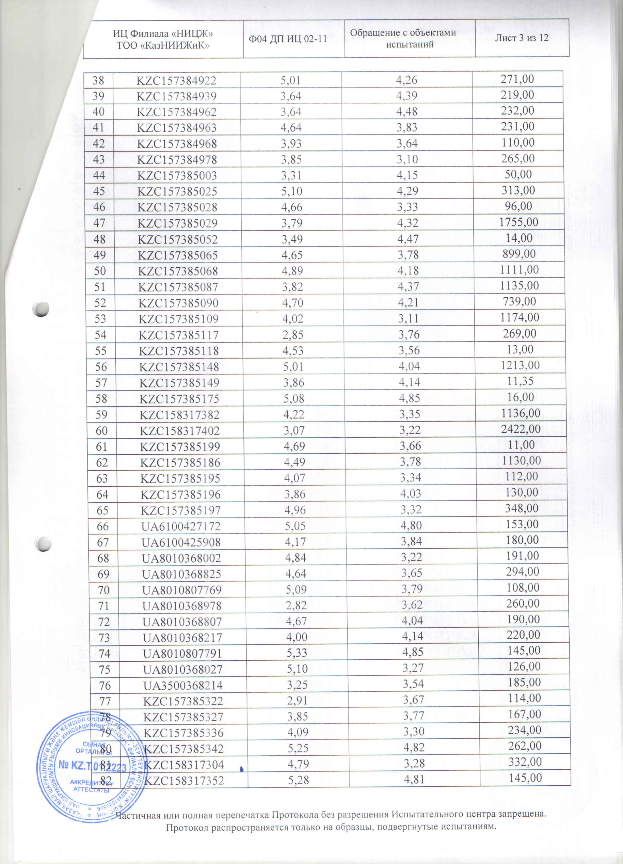 ИЦ Филиала «НИЦЖ»
ТОО «КазНИИЖиК»
Ф04 ДП ИЦ 02-11
Обращение с объектами
испытаний
Лист 3 из 12
38 KZC157384922 5,01 4,26 271,00
39 KZC157384939 3,64 4,39 219,00
40 KZC157384962 3,64 4,48 232,00
41 KZC157384963 4,64 3,83 231,00
42 KZC157384968 3,93 3,64 110,00
43 KZC157384978 3,85 3,10 265,00
44 KZC157385003 3,31 4,15 50,00
45 KZC157385025 5,10 4,29 313,00
46 KZC157385028 4,66 3,33 96,00
47 KZC157385029 3,79 4,32 1755,00
48 KZC157385052 3,49 4,47 14,00
49 KZC157385065 4,65 3,78 899,00
50 KZC157385068 4,89 4,18 1111,00
51 KZC157385087 3,82 4,37 1135,00
52 KZC157385090 4,70 4,21 739,00
53 KZC157385109 4,02 3,11 1174,00
54 KZC157385117 2,85 3,76 269,00
55 KZC157385118 4,53 3,56 13,00
56 KZC157385148 5,01 4,04 1213,00
57 KZC157385149 3,86 4,14 11,35
58 KZC157385175 5,08 4,85 16,00
59 KZC158317382 4,22 3,35 1136,00
60 KZC158317402 3,07 3,22 2422,00
61 KZC157385199 4,69 3,66 11,00
62 KZC157385186 4,49 3,78 1130,00
63 KZC157385195 4,07 3,34 112,00
64 KZC157385196 3,86 4,03 130,00
65 KZC157385197 4,96 3,32 348,00
66 UA6100427172 5,05 4,80 153,00
67 UA6100425908 4,17 3,84 180,00
68 UA8010368002 4,84 3,22 191,00
69 UA8010368825 4,64 3,65 294,00
70 UA8010807769 5,09 3,79 108,00
71 UA8010368978 2,82 3,62 260,00
72 UA8010368807 4,67 4,04 190,00
73 UA8010368217 4,00 4,14 220,00
74 UA8010807791 5,33 4,85 145,00
75 UA8010368027 5,10 3,27 126,00
76 UA3500368214 3,25 3,54 185,00
77 KZC157385322 2,91 3,67 114,00
78 KZC157385327 3,85 3,77 167,00
79 KZC157385336 4,09 3,30 234,00
80 KZC157385342 5,25 4,82 262,00
81 KZC158317304 4,79 3,28 332,00
82 KZC158317352 5,28 4,81 145,00
СЫНАҚ
ОРТАЛЫҒЫ
АККРЕДИТТЕУ
АТТЕСТАТЫ
Частичная или полная перепечатка Протокола без разрешения Испытательного центра запрещена.
Протокол распространяется только на образцы, подвергнутые испытаниям.